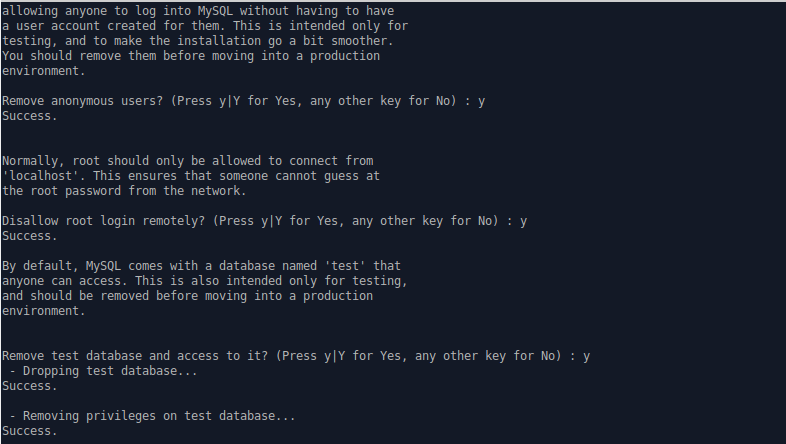 allowing anyone to log into MySQL without having to have
a user account created for them. This is intended only for
testing, and to make the installation go a bit smoother.
You should remove them before moving into a production
environment.
Remove anonymous users? (Press y|Y for Yes, any other key for No) : y
Success.
Normally, root should only be allowed to connect from
'localhost'. This ensures that someone cannot guess at
the root password from the network.
Disallow root login remotely? (Press y|Y for Yes, any other key for No) : y
Success.
By default, MySQL comes with a database named 'test' that
anyone can access. This is also intended only for testing,
and should be removed before moving into a production
environment.
Remove test database and access to it? (Press y|Y for Yes, any other key for No) : y
 - Dropping test database...
Success.
 - Removing privileges on test database...
Success.